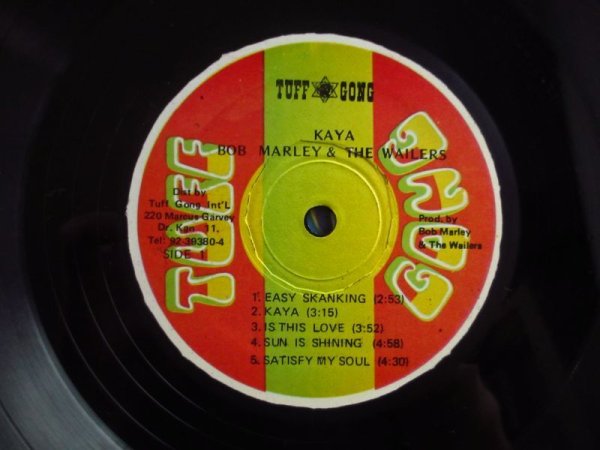 TUFF GONG
KAYA
BOB MARLEY & THE WAILERS
TUFF
GONG
Dist by
Tuff Gong Int'L
220 Marcus Garvey
Dr. Kgn 11.
Tel: 92-39380-4
SIDE 1
Prod. by
Bob Marley
& The Wailers
1. EASY SKANKING (2:53)
2. KAYA (3:15)
3. IS THIS LOVE (3:52)
4. SUN IS SHINING (4:58)
5. SATISFY MY SOUL (4:30)